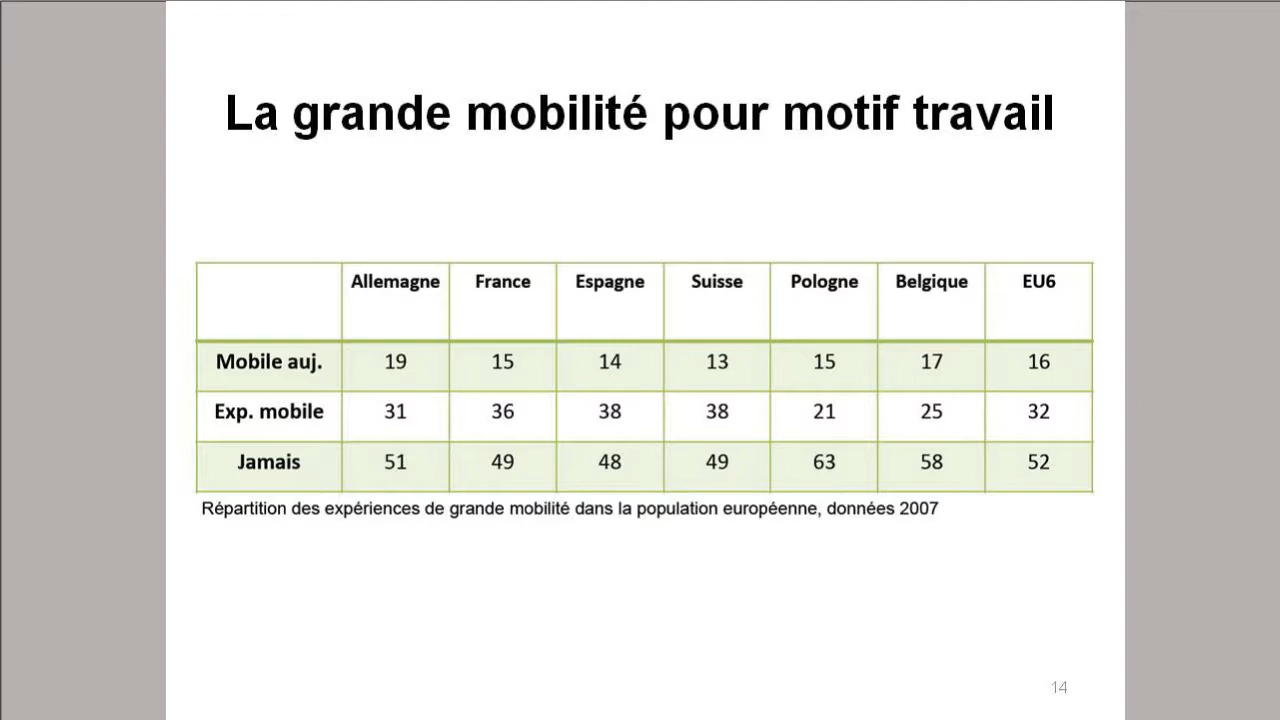 La grande mobilité pour motif travail
Allemagne France Espagne Suisse Pologne Belgique EU6
Mobile auj. 19 15 14 13 15 17 16
Exp. mobile 31 36 38 38 21 25 32
Jamais 51 49 48 49 63 58 52
Répartition des expériences de grande mobilité dans la population européenne, données 2007
14